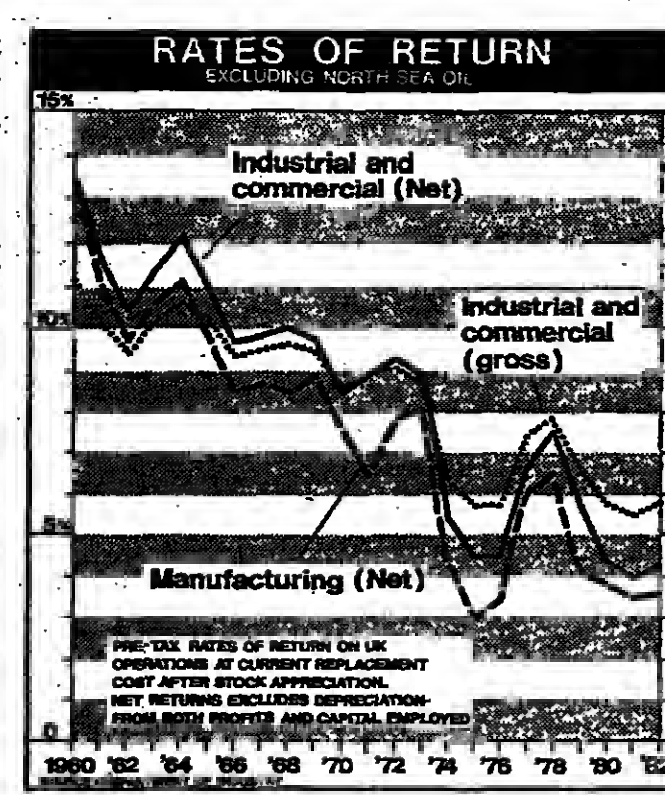 RATES OF RETURN
EXCLUDING NORTH SEA OIL
15%
Industrial and
commercial (Net)
10%
Industrial and
commercial
(gross)
5%
Manufacturing (Net)
PRE-TAX RATES OF RETURN ON UK
OPERATIONS AT CURRENT REPLACEMENT
COST AFTER STOCK APPRECIATION.
NET RETURNS EXCLUDES DEPRECIATION
FROM BOTH PROFITS AND CAPITAL EMPLOYED
0
1960 '62 '64 '66 '68 '70 '72 '74 '76 '78 '80 '82